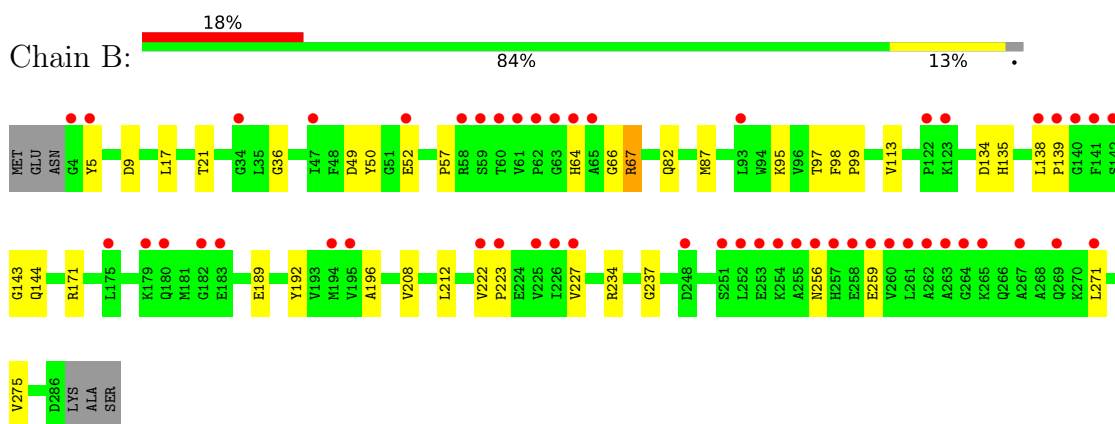 18%
Chain B:
84% 13% •
MET GLU ASN G4 Y5 D9 L17 T21 G34 L35 G36 I47 F48 D49 Y50 G51 E52 P57 R58 S59 T60 V61 P62 G63 H64 A65 G66 R67 Q82 M87 L93 W94 K95 V96 T97 F98 P99 V113 P122 K123 D134 H135 L138 P139 G140 F141 S142
G143 Q144 R171 L175 K179 Q180 M181 G182 E183 E189 Y192 V193 M194 V195 A196 V208 L212 V222 P223 E224 V225 I226 V227 R234 G237 D248 S251 L252 E253 K254 A255 N256 H257 E258 E259 V260 L261 A262 A263 G264 K265 Q266 A267 A268 Q269 K270 L271
V275 D286 LYS ALA SER